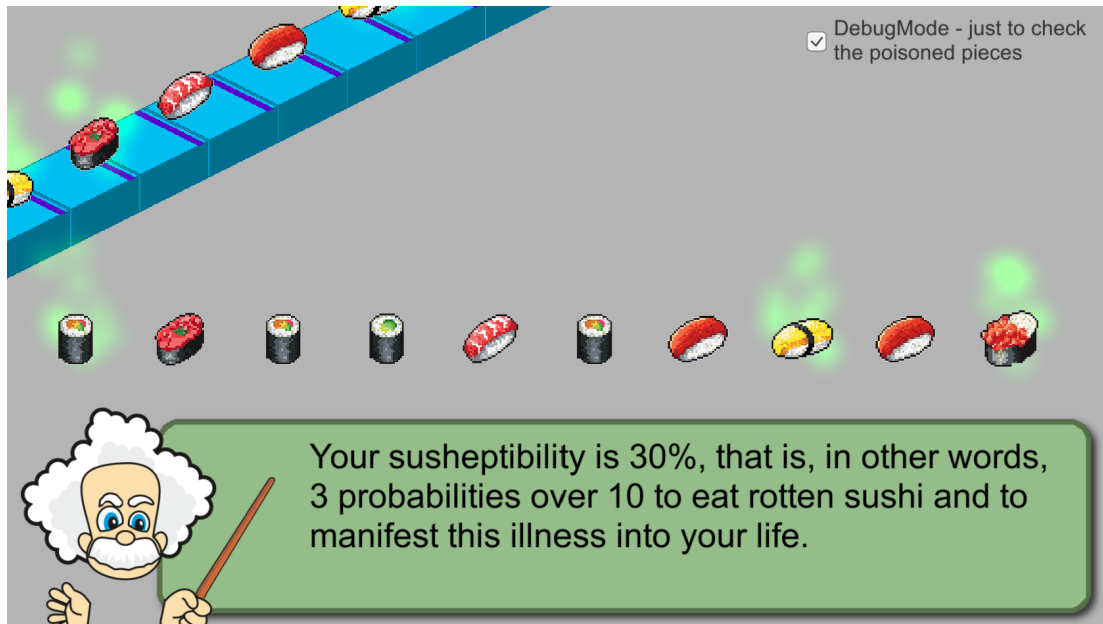 DebugMode - just to check
the poisoned pieces
Your susheptibility is 30%, that is, in other words,
3 probabilities over 10 to eat rotten sushi and to
manifest this illness into your life.